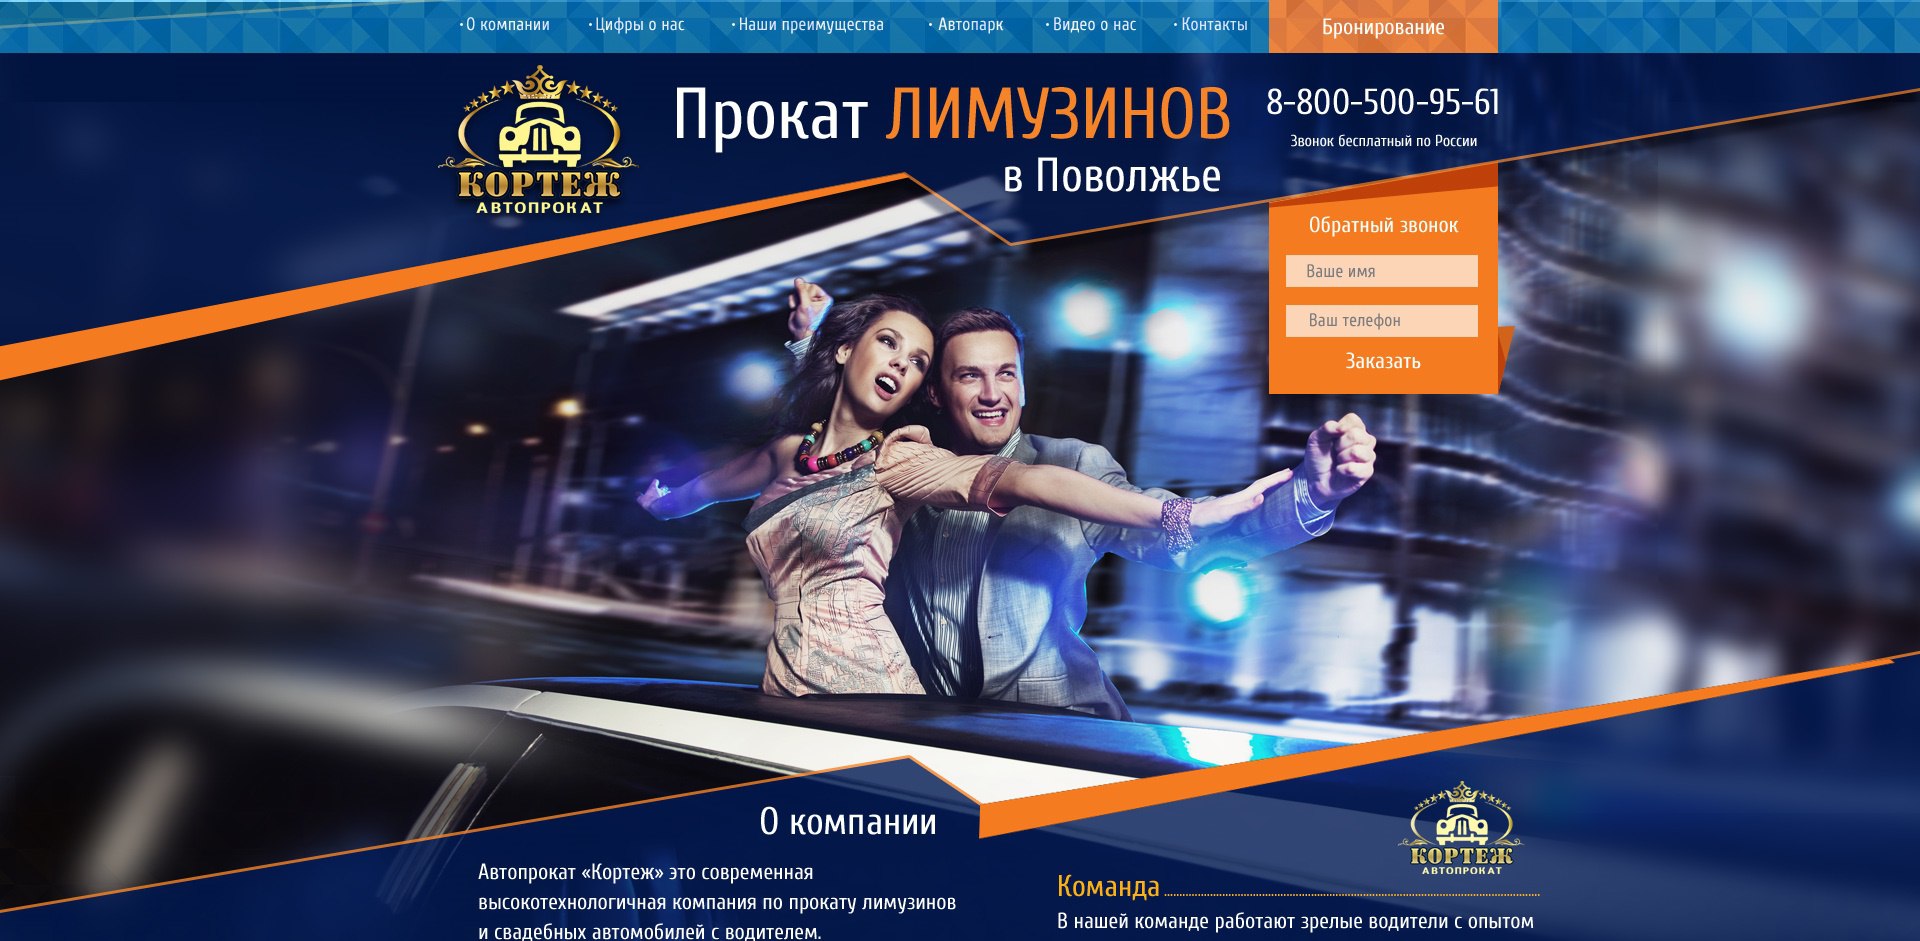 • О компании
• Цифры о нас
• Наши преимущества
• Автопарк
• Видео о нас
• Контакты
Бронирование
КОРТЕЖ
АВТОПРОКАТ
Прокат ЛИМУЗИНОВ
в Поволжье
8-800-500-95-61
Звонок бесплатный по России
Обратный звонок
Ваше имя
Ваш телефон
Заказать
О компании
Автопрокат «Кортеж» это современная
высокотехнологичная компания по прокату лимузинов
и свадебных автомобилей с водителем.
КОРТЕЖ
АВТОПРОКАТ
Команда
В нашей команде работают зрелые водители с опытом